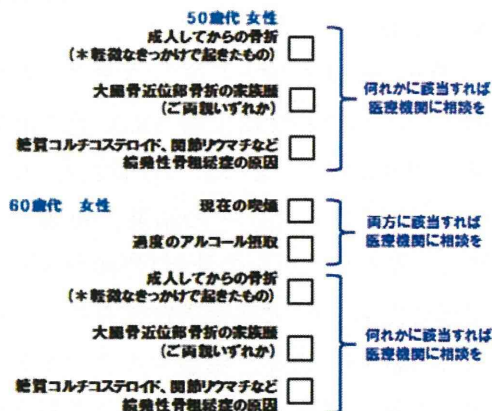 50歳代 女性
成人してからの骨折
(＊軽微なきっかけで起きたもの)
大腿骨近位部骨折の家族歴
(ご両親いずれか)
糖質コルチコステロイド、関節リウマチなど
続発性骨粗鬆症の原因
何れかに該当すれば
医療機関に相談を
60歳代 女性
現在の喫煙
過度のアルコール摂取
両方に該当すれば
医療機関に相談を
成人してからの骨折
(＊軽微なきっかけで起きたもの)
大腿骨近位部骨折の家族歴
(ご両親いずれか)
糖質コルチコステロイド、関節リウマチなど
続発性骨粗鬆症の原因
何れかに該当すれば
医療機関に相談を